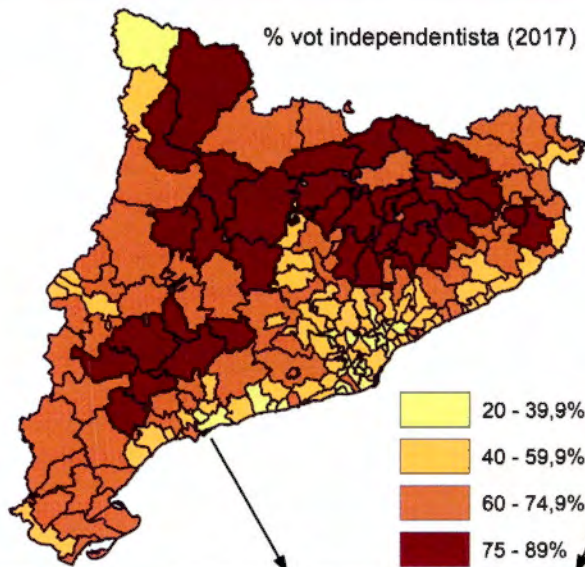 % vot independentista (2017)
20 - 39,9%
40 - 59,9%
60 - 74,9%
75 - 89%